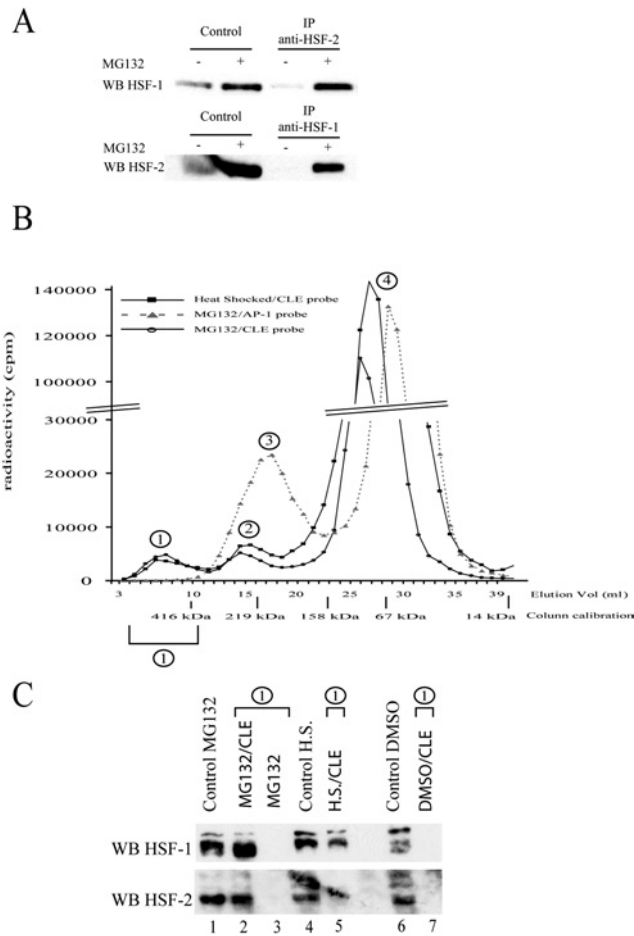 A
Control IP anti-HSF-2
MG132 - + - +
WB HSF-1
Control IP anti-HSF-1
MG132 - + - +
WB HSF-2
B
radioactivity (cpm)
140000
120000
100000
30000
20000
10000
0
Heat Shocked/CLE probe
MG132/AP-1 probe
MG132/CLE probe
1
2
3
4
3 10 15 20 25 30 35 39 Elution Vol (ml)
416 kDa 219 kDa 158 kDa 67 kDa 14 kDa Column calibration
1
C
1 1 1
Control MG132
MG132/CLE
MG132
Control H.S.
H.S./CLE
Control DMSO
DMSO/CLE
WB HSF-1
WB HSF-2
1 2 3 4 5 6 7